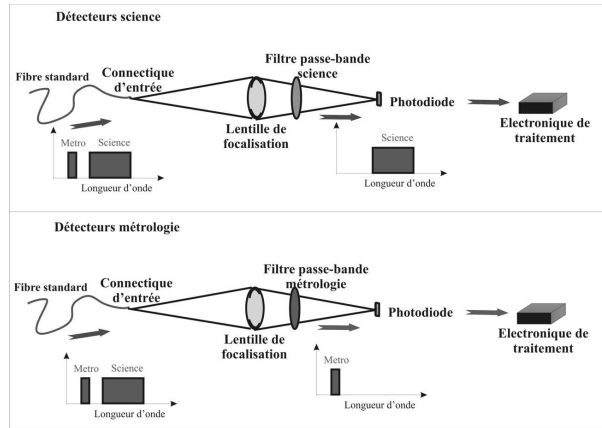 Détecteurs science
Fibre standard
Connectique
d'entrée
Filtre passe-bande
science
Photodiode
Electronique de
traitement
Lentille de
focalisation
Metro Science
Longueur d'onde
Science
Longueur d'onde
Détecteurs métrologie
Fibre standard
Connectique
d'entrée
Filtre passe-bande
métrologie
Photodiode
Electronique de
traitement
Lentille de
focalisation
Metro Science
Longueur d'onde
Metro
Longueur d'onde